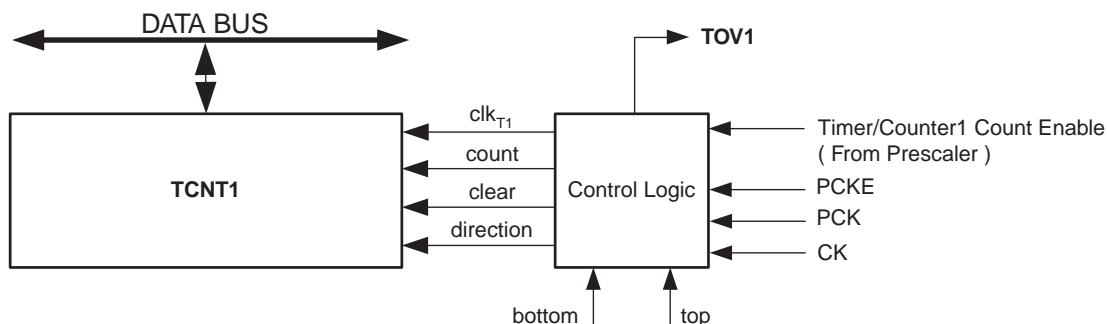 DATA BUS
TOV1
clkT1
count
clear
direction
TCNT1
Control Logic
Timer/Counter1 Count Enable
( From Prescaler )
PCKE
PCK
CK
bottom
top